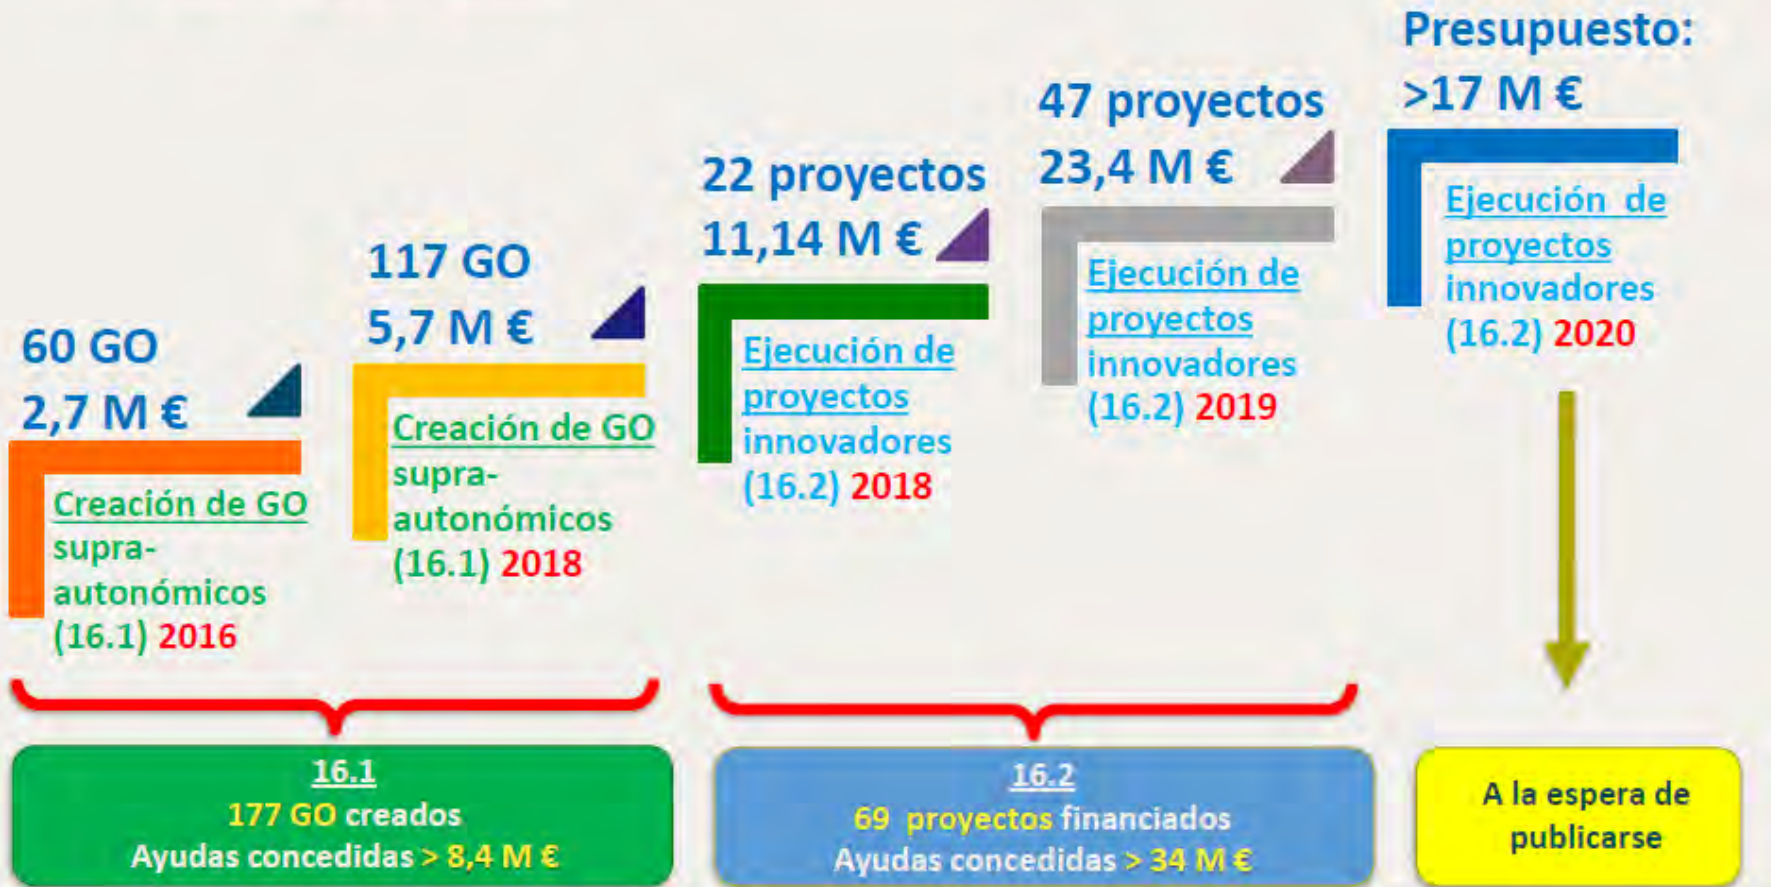 60 GO
2,7 M €
Creación de GO
supra-
autonómicos
(16.1) 2016
117 GO
5,7 M €
Creación de GO
supra-
autonómicos
(16.1) 2018
22 proyectos
11,14 M €
Ejecución de
proyectos
innovadores
(16.2) 2018
47 proyectos
23,4 M €
Ejecución de
proyectos
innovadores
(16.2) 2019
Presupuesto:
>17 M €
Ejecución de
proyectos
innovadores
(16.2) 2020
16.1
177 GO creados
Ayudas concedidas > 8,4 M €
16.2
69 proyectos financiados
Ayudas concedidas > 34 M €
A la espera de
publicarse